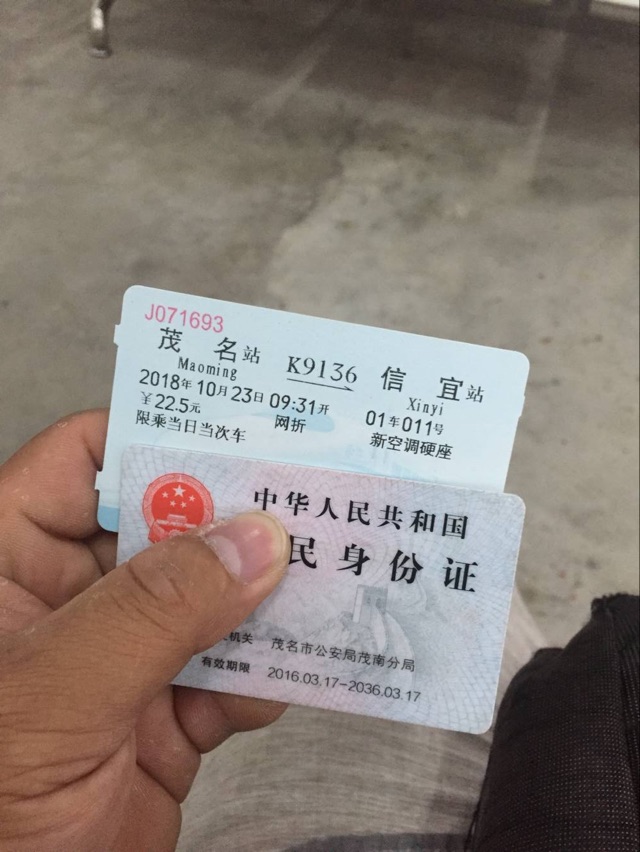 J071693
茂名站 K9136 信宜站
Maoming Xinyi
2018年10月23日09:31开 01车011号
￥22.5元 网折 新空调硬座
限乘当日当次车
中华人民共和国
民身份证
机关 茂名市公安局茂南分局
有效期限 2016.03.17-2036.03.17